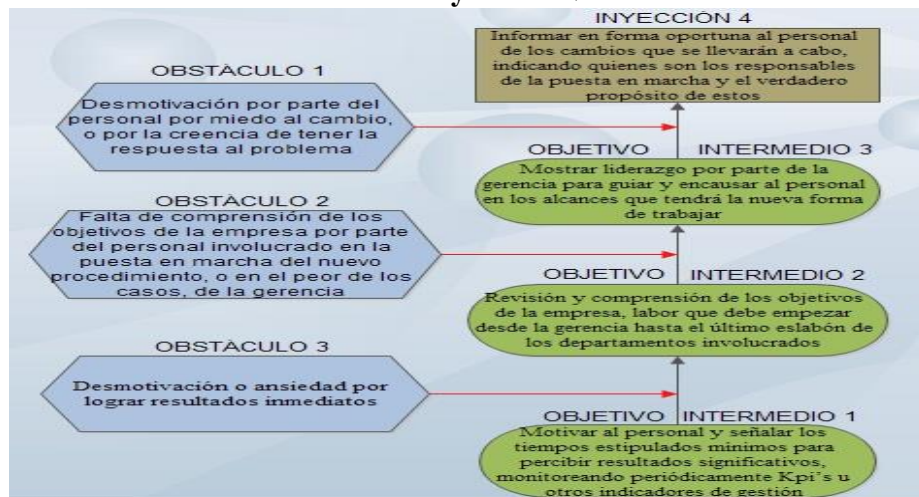 INYECCIÓN 4
Informar en forma oportuna al personal
de los cambios que se llevarán a cabo,
indicando quienes son los responsables
de la puesta en marcha y el verdadero
propósito de estos
OBSTÀCULO 1
Desmotivación por parte del
personal por miedo al cambio,
o por la creencia de tener la
respuesta al problema
OBJETIVO INTERMEDIO 3
Mostrar liderazgo por parte de la
gerencia para guiar y encausar al personal
en los alcances que tendrá la nueva forma
de trabajar
OBSTÀCULO 2
Falta de comprensión de los
objetivos de la empresa por parte
del personal involucrado en la
puesta en marcha del nuevo
procedimiento, o en el peor de los
casos, de la gerencia
OBJETIVO INTERMEDIO 2
Revisión y comprensión de los objetivos
de la empresa, labor que debe empezar
desde la gerencia hasta el último eslabón de
los departamentos involucrados
OBSTÀCULO 3
Desmotivación o ansiedad por
lograr resultados inmediatos
OBJETIVO INTERMEDIO 1
Motivar al personal y señalar los
tiempos estipulados mínimos para
percibir resultados significativos,
monitoreando periódicamente Kpi's u
otros indicadores de gestión